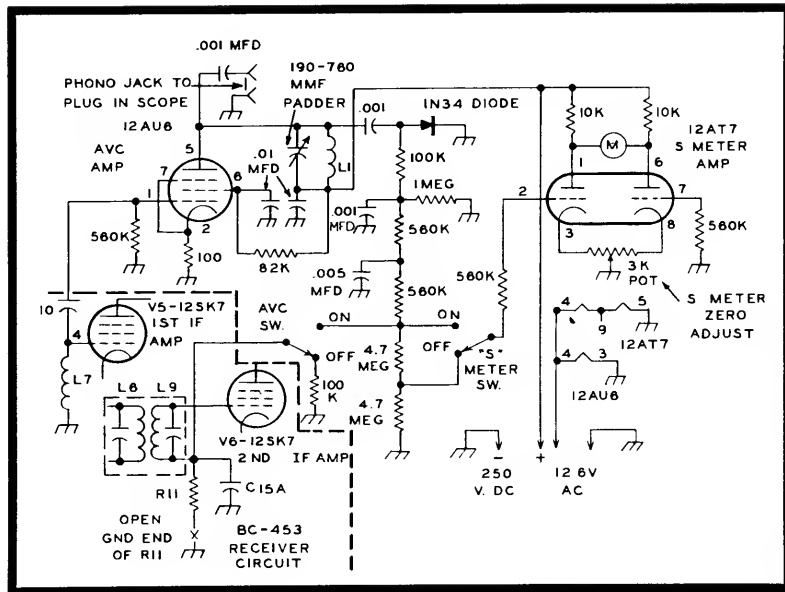 .001 MFD
PHONO JACK TO
PLUG IN SCOPE
190-760
MMF
PADDER
12AU6
AVC
AMP
5
7
1
6
2
.01
MFD
L1
.001
1N34 DIODE
100K
1 MEG
.001
MFD
560K
.005
MFD
560K
560K
100
82K
10K
10K
M
12AT7
S METER
AMP
1
6
2
7
3
8
560K
560K
3K
POT
S METER
ZERO
ADJUST
10
V5-12SK7
1ST IF
AMP
4
L7
L8
L9
V6-12SK7
2ND
IF AMP
AVC
SW.
ON
OFF
100
K
ON
OFF
"S"
METER
SW.
4.7
MEG
4.7
MEG
4
5
9
12AT7
4
3
12AU6
R11
C15A
OPEN
GND END
OF R11
X
BC-453
RECEIVER
CIRCUIT
-
+
250
V. DC
12 6V
AC